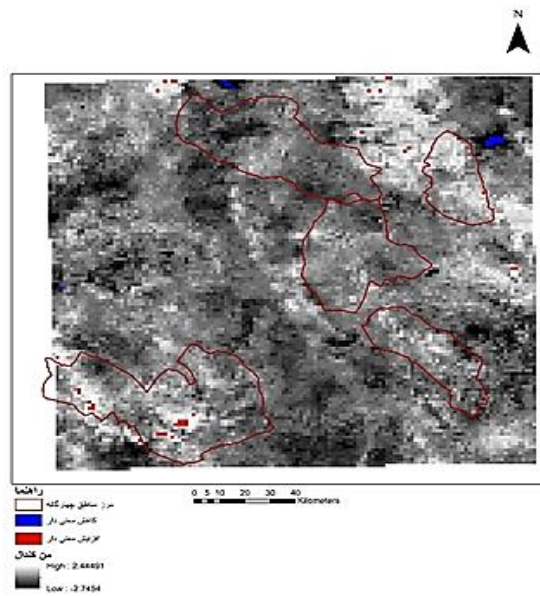 N
راهنما
مرز مناطق چهارگانه
کاهش معنی دار
افزایش معنی دار
من کندال
High : 2.44491
Low : -2.7454
0 5 10 20 30 40
Kilometers